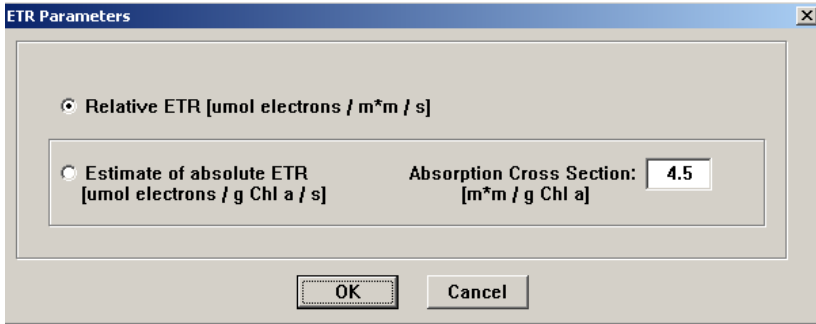 ETR Parameters
Relative ETR [umol electrons / m*m / s]
Estimate of absolute ETR
[umol electrons / g Chl a / s]
Absorption Cross Section: 4.5
[m*m / g Chl a]
OK
Cancel